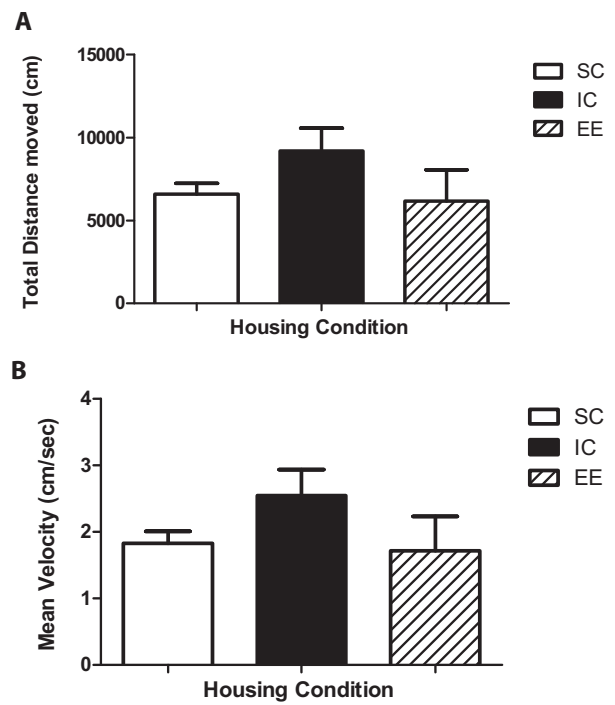 A
Total Distance moved (cm)
15000
10000
5000
0
Housing Condition
SC
IC
EE
B
Mean Velocity (cm/sec)
4
3
2
1
0
Housing Condition
SC
IC
EE